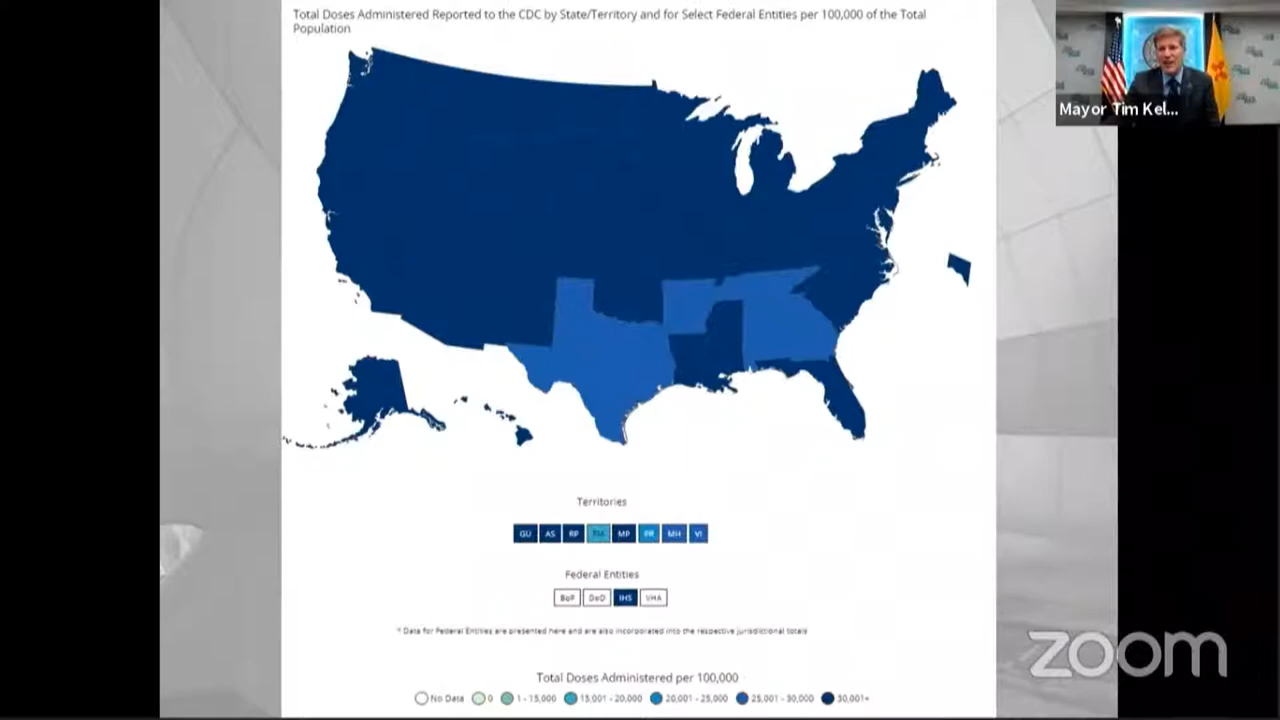 Total Doses Administered Reported to the CDC by State/Territory and for Select Federal Entities per 100,000 of the Total
Population
Mayor Tim Kel...
Territories
GU AS RP MP PR MH VI
Federal Entities
BoP DoD IHS VHA
* Data for Federal Entities are presented here and are also incorporated into the respective jurisdictional totals
zoom
Total Doses Administered per 100,000
No Data 0 1 - 15,000 15,001 - 20,000 20,001 - 25,000 25,001 - 30,000 30,001+